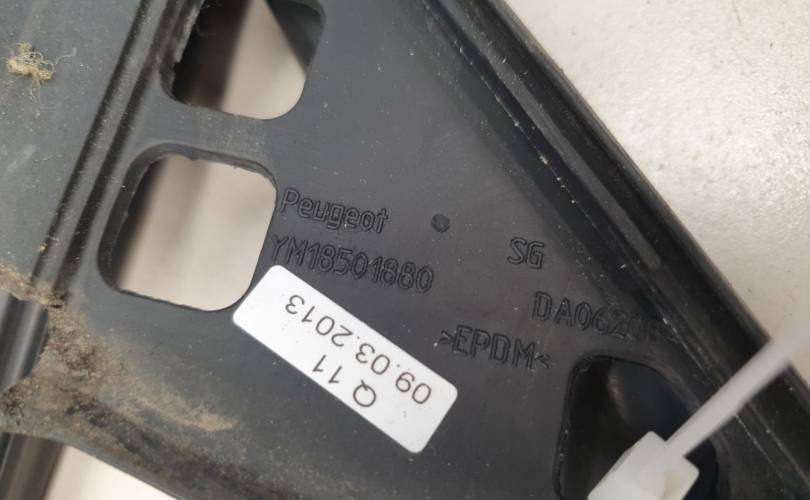 Peugeot
SG
YM18501880
>EPDM<
Q 11
09.03.2013